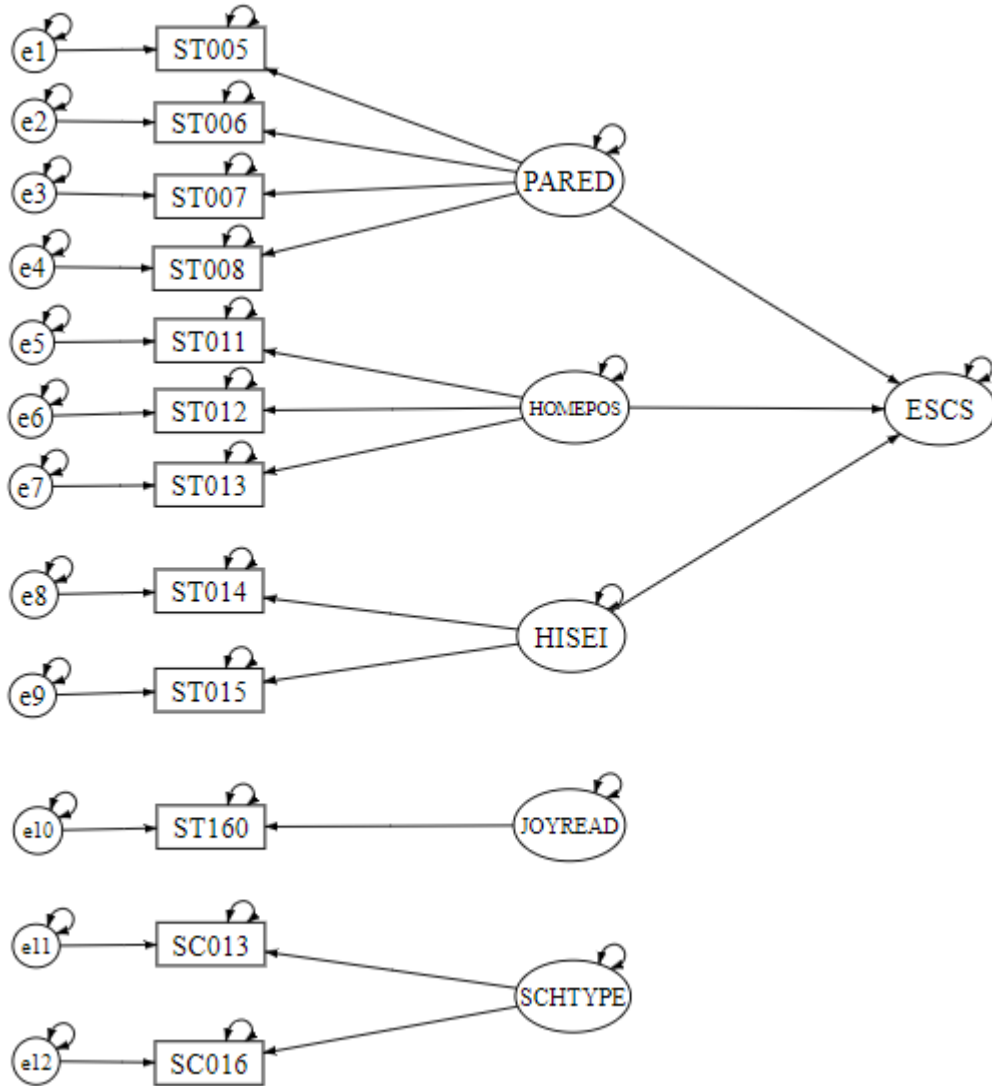 e1 ST005
e2 ST006
PARED
e3 ST007
e4 ST008
e5 ST011
HOMEPOS
ESCS
e6 ST012
e7 ST013
e8 ST014
HISEI
e9 ST015
e10 ST160
JOYREAD
e11 SC013
SCHTYPE
e12 SC016